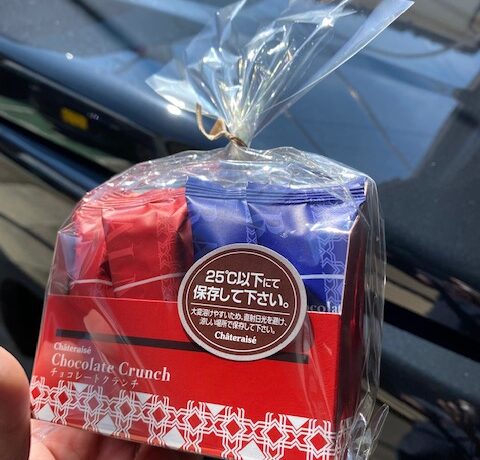 25℃以下にて
保存して下さい。
大変溶けやすいため、直射日光を避け、
涼しい場所で保存して下さい。
Châteraisé
Châteraisé
Chocolate Crunch
チョコレートクランチ